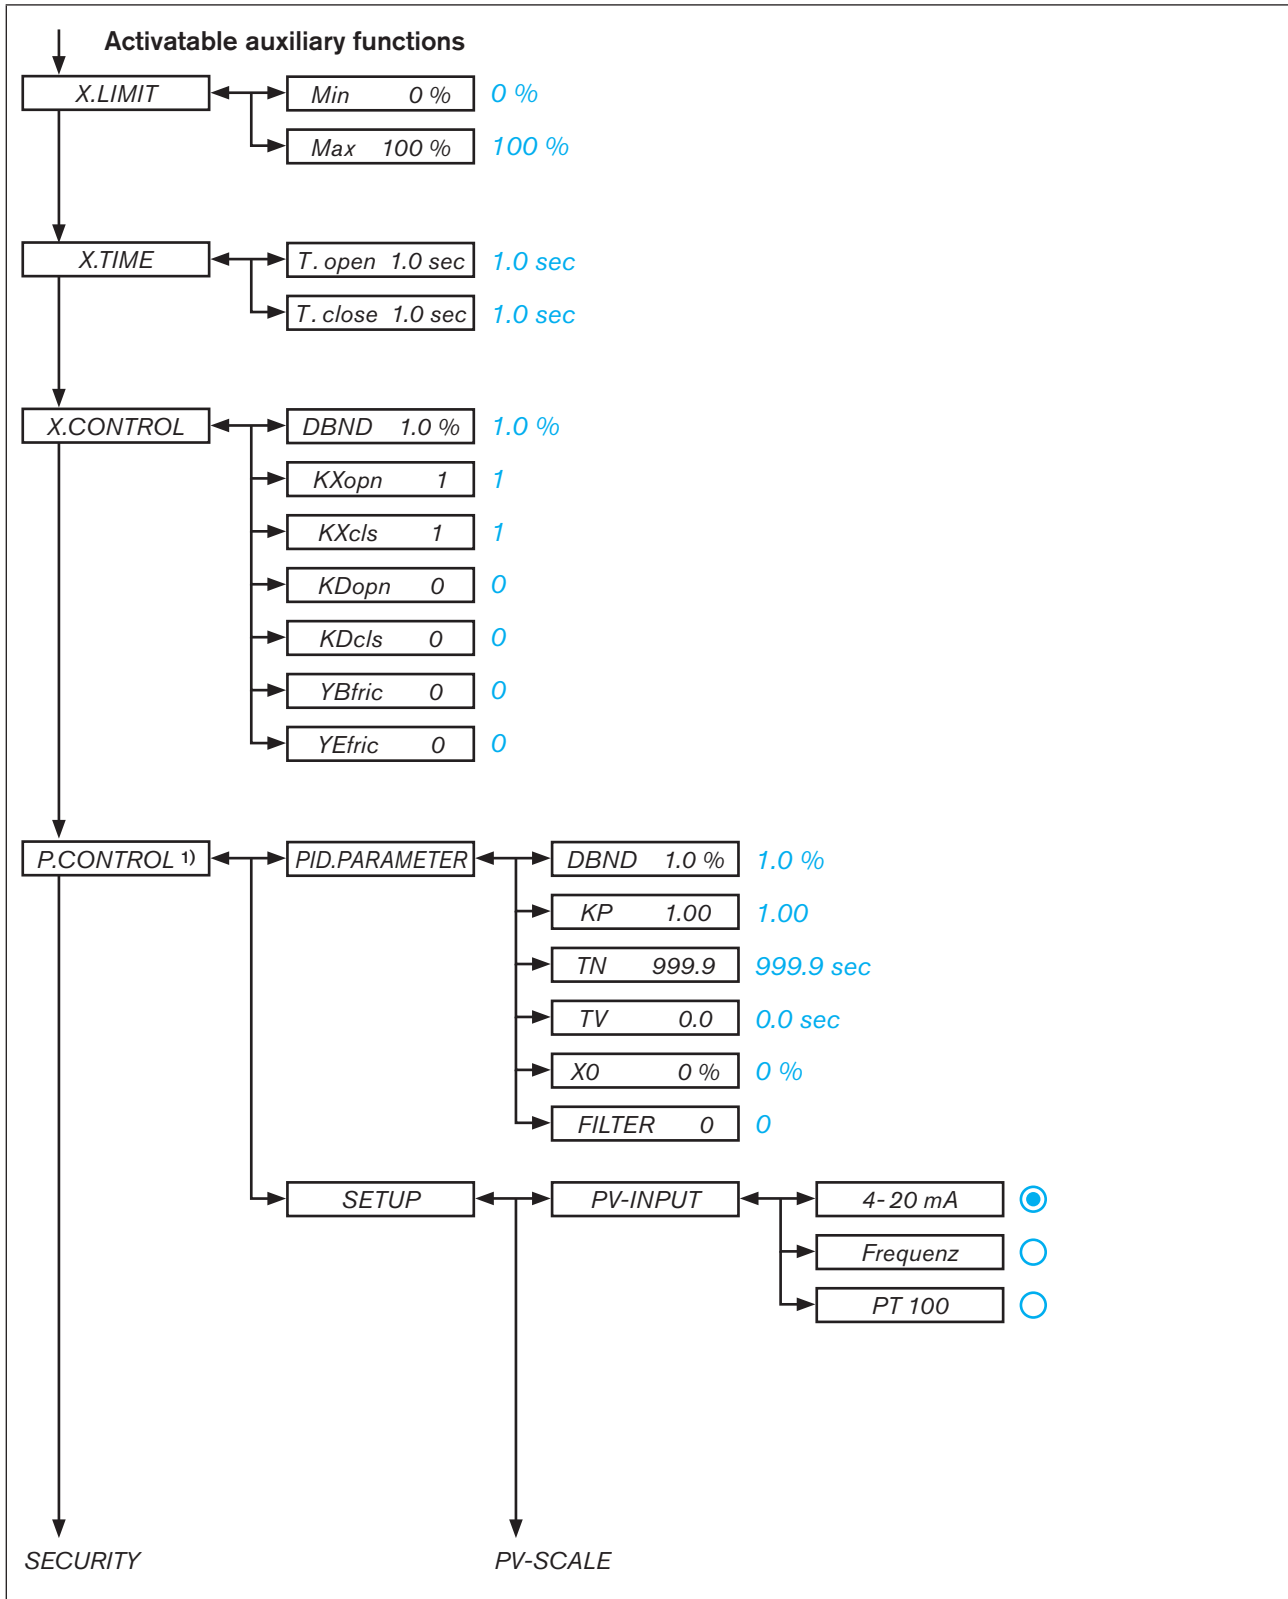 Activatable auxiliary functions
X.LIMIT Min 0 % 0 %
Max 100 % 100 %
X.TIME T. open 1.0 sec 1.0 sec
T. close 1.0 sec 1.0 sec
X.CONTROL DBND 1.0 % 1.0 %
KXopn 1 1
KXcls 1 1
KDopn 0 0
KDcls 0 0
YBfric 0 0
YEfric 0 0
P.CONTROL 1) PID.PARAMETER DBND 1.0 % 1.0 %
KP 1.00 1.00
TN 999.9 999.9 sec
TV 0.0 0.0 sec
X0 0 % 0 %
FILTER 0 0
SETUP PV-INPUT 4-20 mA
Frequenz
PT 100
SECURITY PV-SCALE